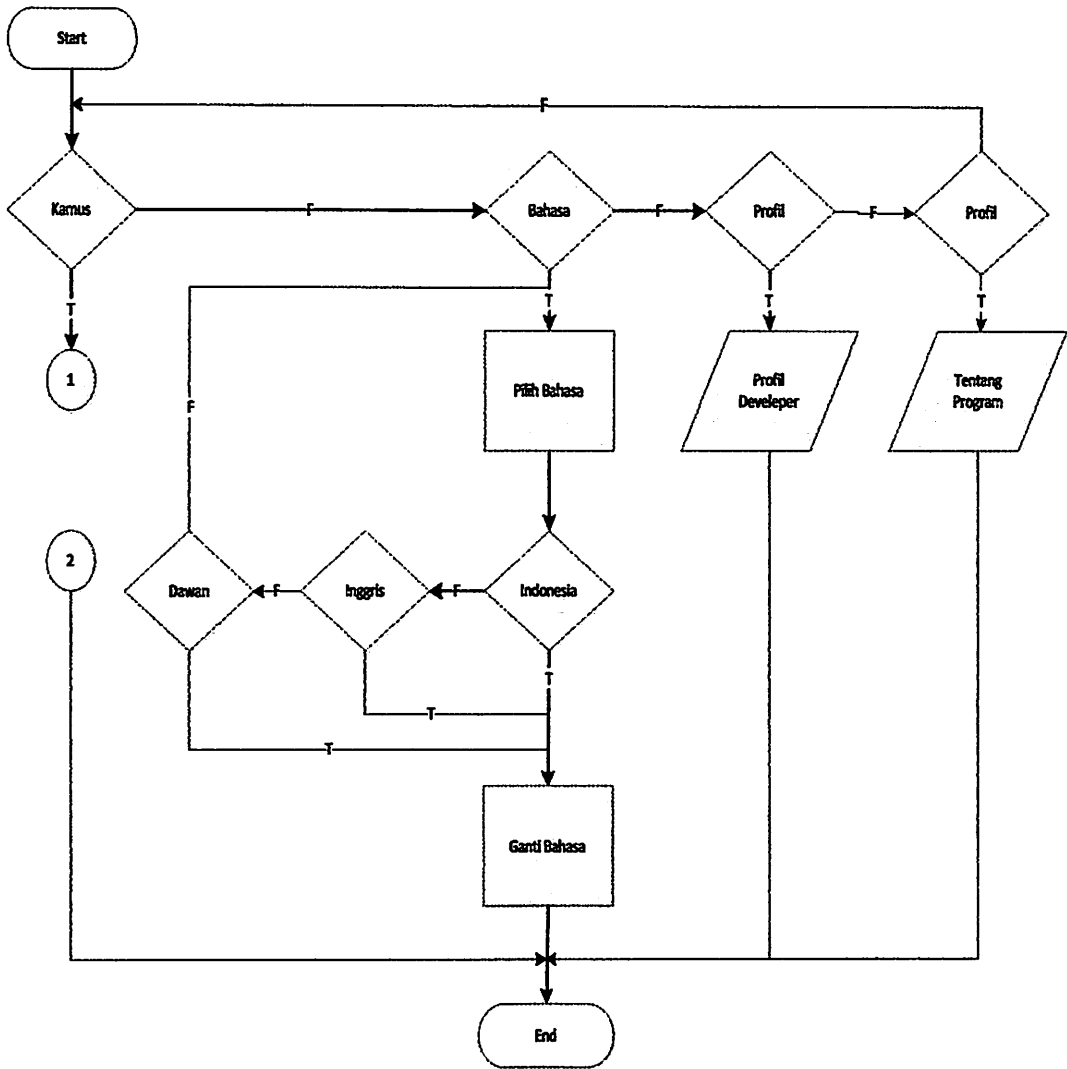 Start
F
Kamus
F
Bahasa
F
Profil
F
Profil
T
T
T
T
1
Pilih Bahasa
Profil
Develeper
Tentang
Program
F
2
Dawan
F
Inggris
F
Indonesia
T
T
T
Ganti Bahasa
End